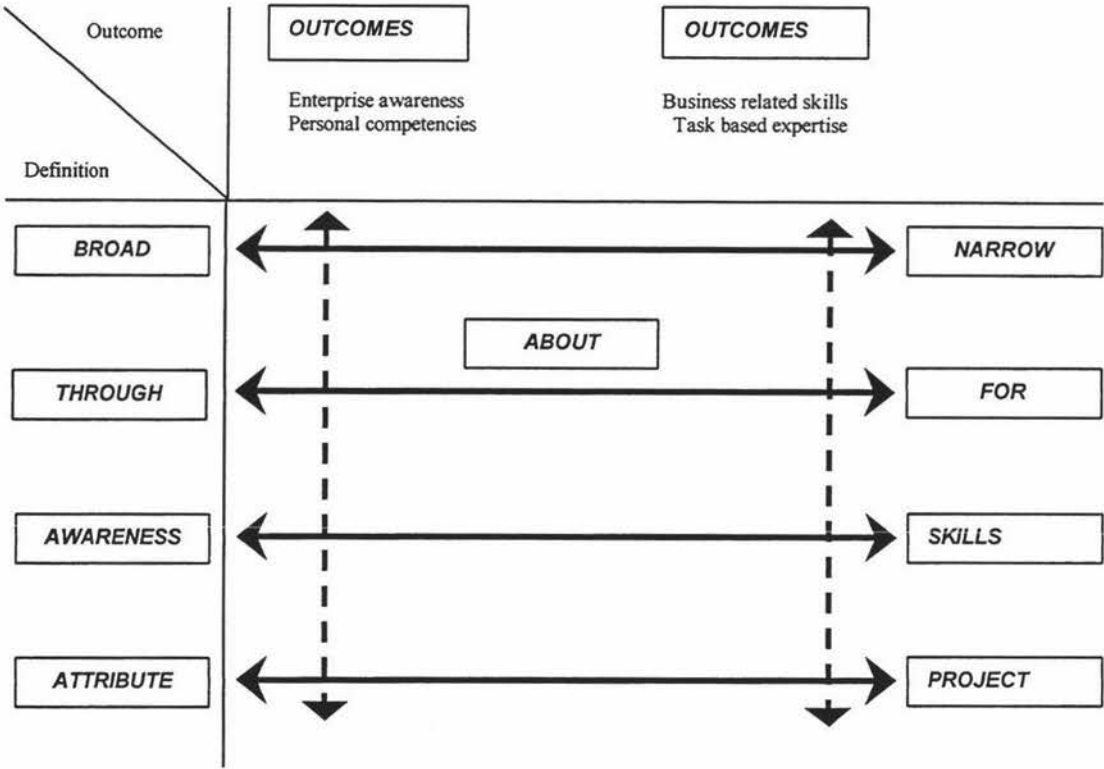 Outcome
OUTCOMES
OUTCOMES
Enterprise awareness
Personal competencies
Business related skills
Task based expertise
Definition
BROAD
NARROW
ABOUT
THROUGH
FOR
AWARENESS
SKILLS
ATTRIBUTE
PROJECT